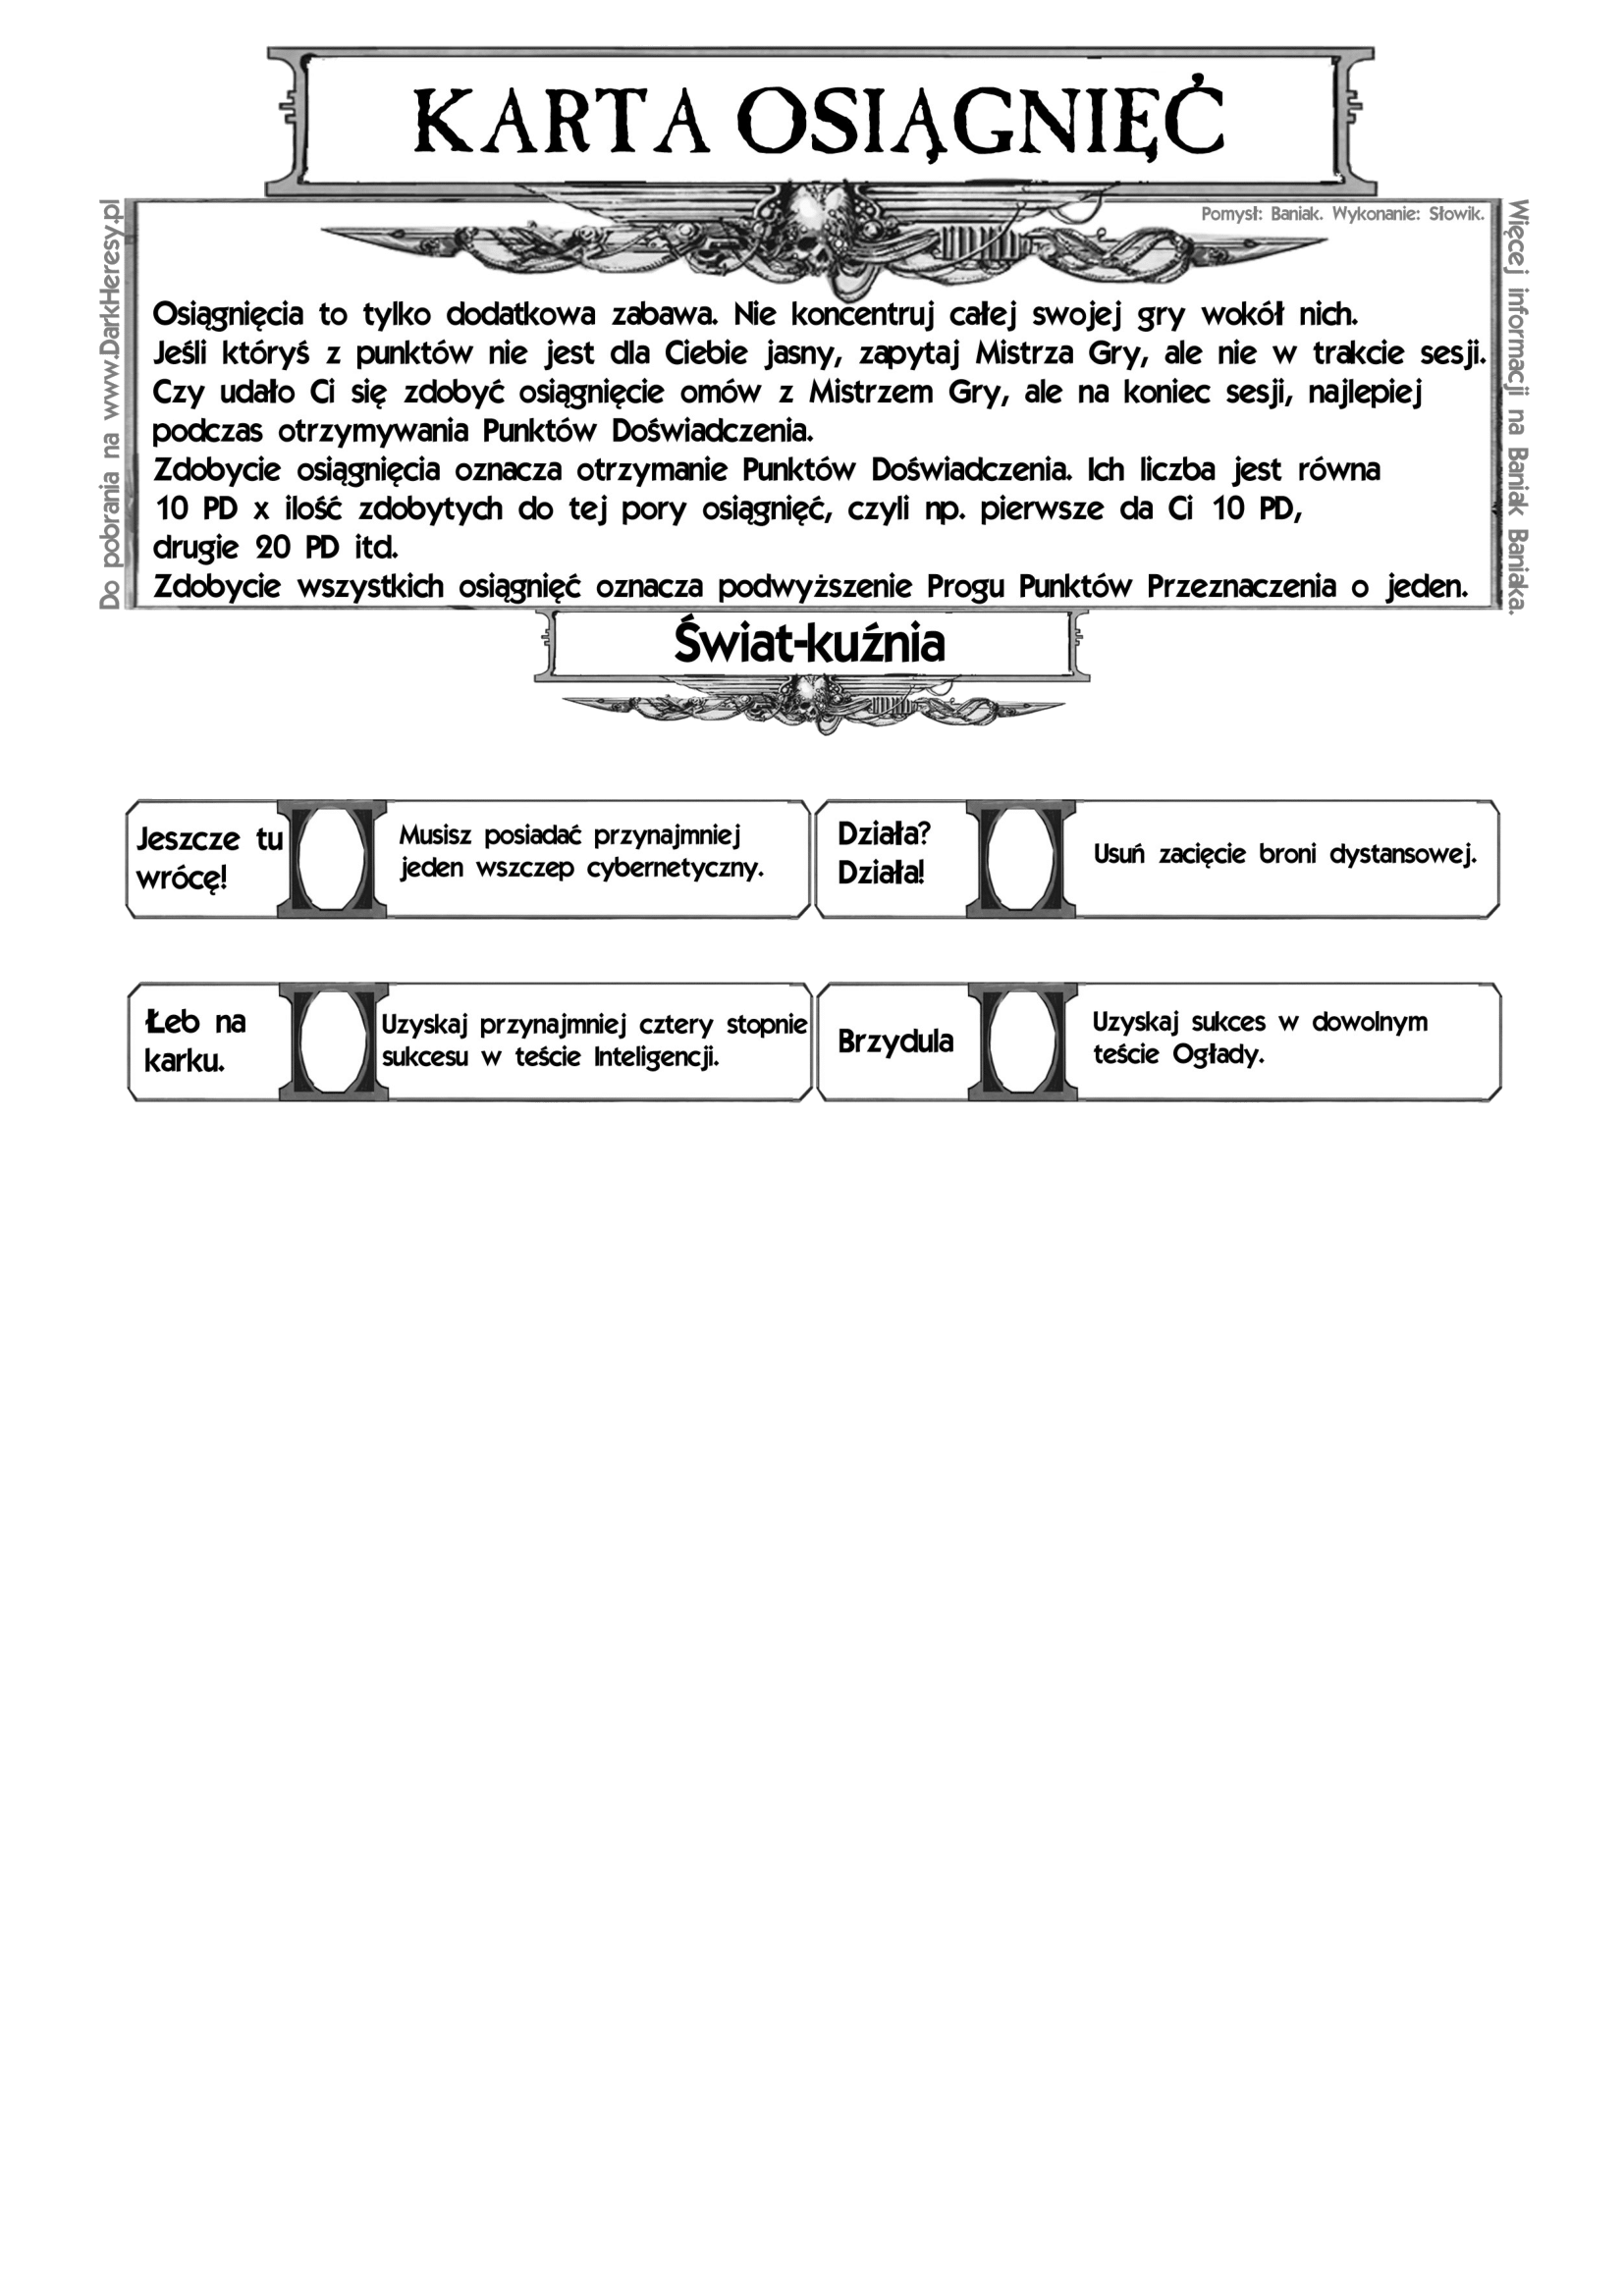 KARTA OSIĄGNIĘĆ
Pomysł: Baniak. Wykonanie: Słowik.
Do pobrania na www.DarkHeresy.pl
Więcej informacji na Baniak Baniaka.
Osiągnięcia to tylko dodatkowa zabawa. Nie koncentruj całej swojej gry wokół nich.
Jeśli któryś z punktów nie jest dla Ciebie jasny, zapytaj Mistrza Gry, ale nie w trakcie sesji.
Czy udało Ci się zdobyć osiągnięcie omów z Mistrzem Gry, ale na koniec sesji, najlepiej
podczas otrzymywania Punktów Doświadczenia.
Zdobycie osiągnięcia oznacza otrzymanie Punktów Doświadczenia. Ich liczba jest równa
10 PD x ilość zdobytych do tej pory osiągnięć, czyli np. pierwsze da Ci 10 PD,
drugie 20 PD itd.
Zdobycie wszystkich osiągnięć oznacza podwyższenie Progu Punktów Przeznaczenia o jeden.
Świat-kuźnia
Jeszcze tu
wrócę!
Musisz posiadać przynajmniej
jeden wszczep cybernetyczny.
Działa?
Działa!
Usuń zacięcie broni dystansowej.
Łeb na
karku.
Uzyskaj przynajmniej cztery stopnie
sukcesu w teście Inteligencji.
Brzydula
Uzyskaj sukces w dowolnym
teście Ogłady.